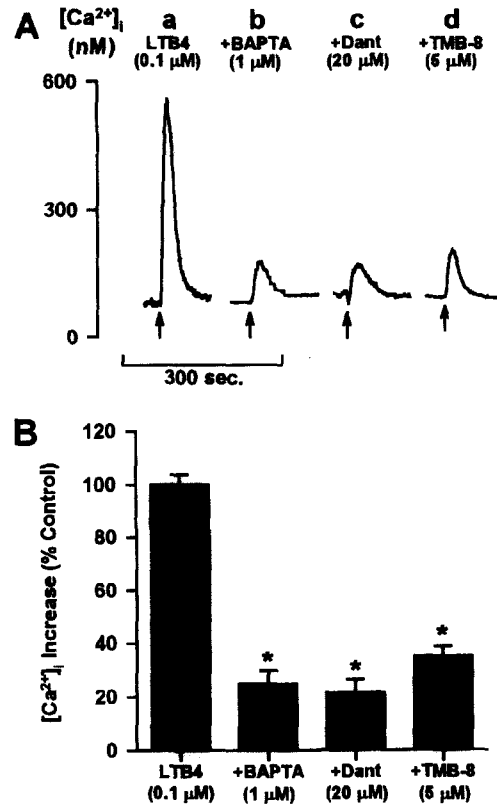 A
[Ca²⁺]ᵢ a b c d
(nM) LTB4 +BAPTA +Dant +TMB-8
(0.1 μM) (1 μM) (20 μM) (5 μM)
600
300
0
300 sec.
B
[Ca²⁺]ᵢ Increase (% Control)
120
100
80
60
40
20
0
* * *
LTB4 +BAPTA +Dant +TMB-8
(0.1 μM) (1 μM) (20 μM) (5 μM)